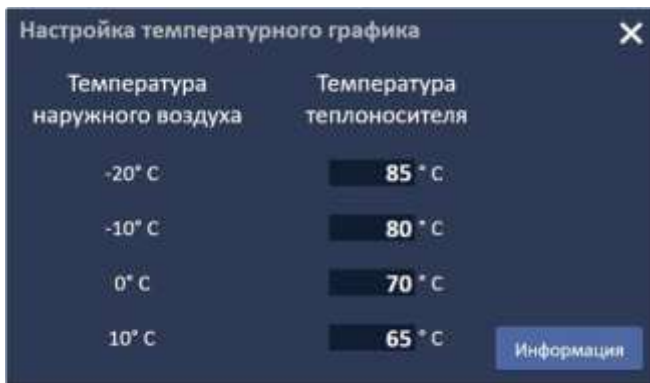 Настройка температурного графика
Температура наружного воздуха
Температура теплоносителя
-20° C
85 ° C
-10° C
80 ° C
0° C
70 ° C
10° C
65 ° C
Информация